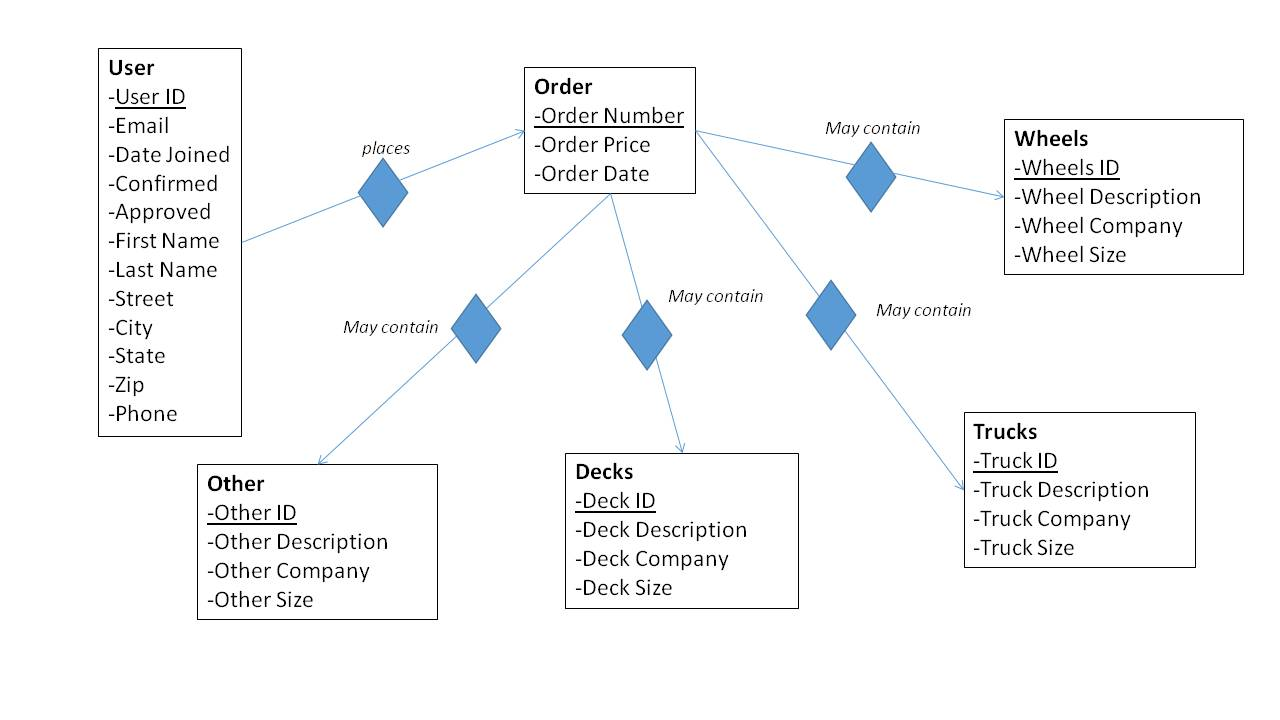 User
-User ID
-Email
-Date Joined
-Confirmed
-Approved
-First Name
-Last Name
-Street
-City
-State
-Zip
-Phone
places
Order
-Order Number
-Order Price
-Order Date
May contain
Wheels
-Wheels ID
-Wheel Description
-Wheel Company
-Wheel Size
May contain
May contain
May contain
Other
-Other ID
-Other Description
-Other Company
-Other Size
Decks
-Deck ID
-Deck Description
-Deck Company
-Deck Size
Trucks
-Truck ID
-Truck Description
-Truck Company
-Truck Size